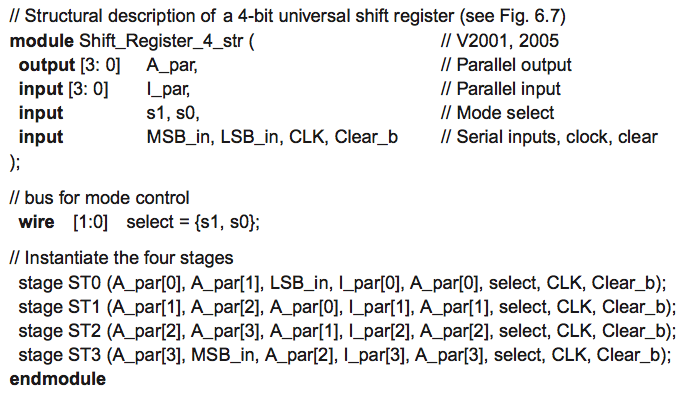 // Structural description of a 4-bit universal shift register (see Fig. 6.7)
module Shift_Register_4_str ( // V2001, 2005
output [3: 0] A_par, // Parallel output
input [3: 0] I_par, // Parallel input
input s1, s0, // Mode select
input MSB_in, LSB_in, CLK, Clear_b // Serial inputs, clock, clear
);
// bus for mode control
wire [1:0] select = {s1, s0};
// Instantiate the four stages
stage ST0 (A_par[0], A_par[1], LSB_in, I_par[0], A_par[0], select, CLK, Clear_b);
stage ST1 (A_par[1], A_par[2], A_par[0], I_par[1], A_par[1], select, CLK, Clear_b);
stage ST2 (A_par[2], A_par[3], A_par[1], I_par[2], A_par[2], select, CLK, Clear_b);
stage ST3 (A_par[3], MSB_in, A_par[2], I_par[3], A_par[3], select, CLK, Clear_b);
endmodule